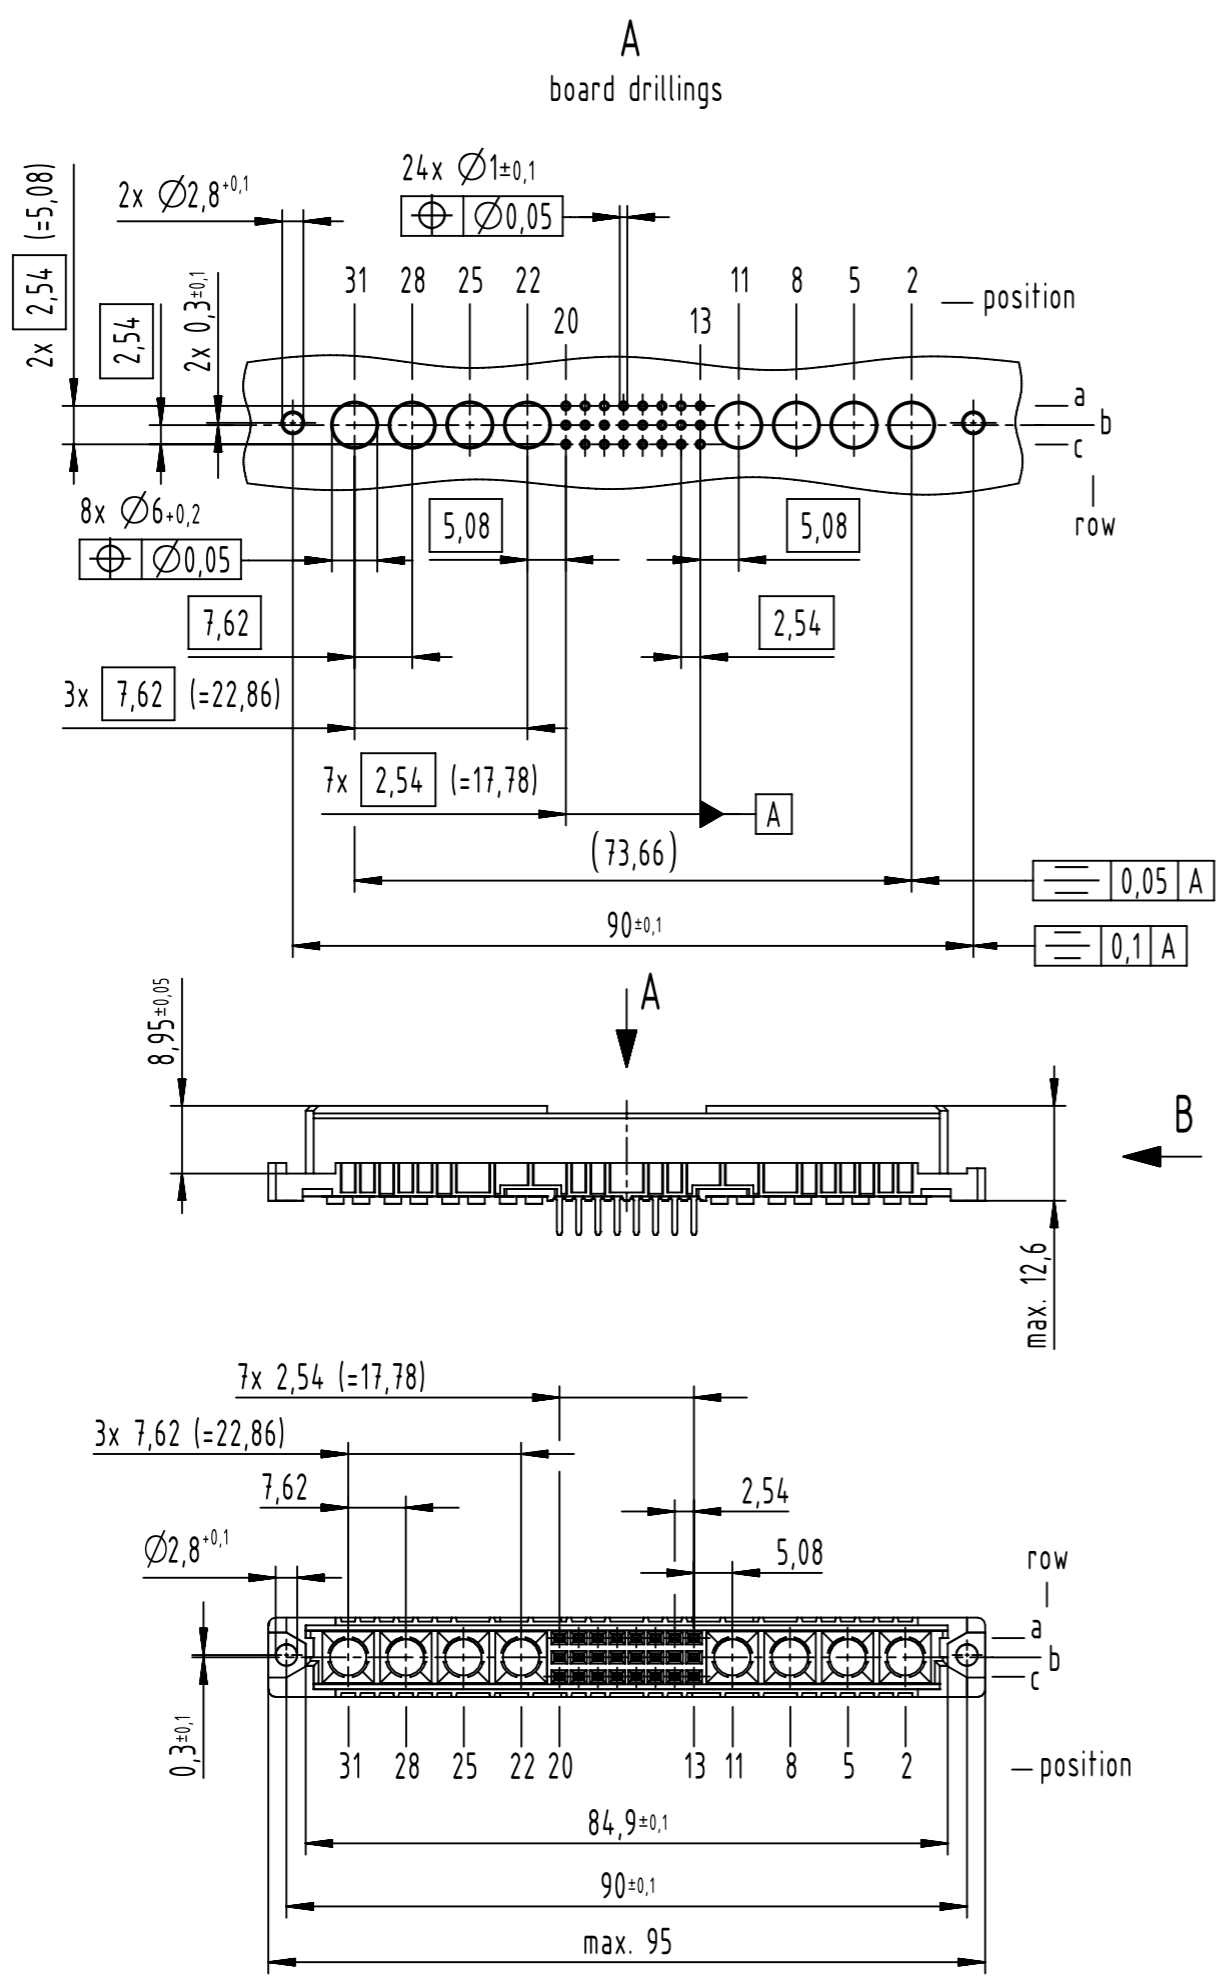 A
board drillings
24x Ø1±0,1
⌖ Ø0,05
2x Ø2,8+0,1
2x 2,54 (=5,08)
2,54
2x 0,3±0,1
31 28 25 22 11 8 5 2 — position
20 13
a
b
c
row
8x Ø6+0,2
⌖ Ø0,05
5,08 5,08
7,62 2,54
3x 7,62 (=22,86)
7x 2,54 (=17,78)
A
(73,66)
⌯ 0,05 A
90±0,1
⌯ 0,1 A
8,95±0,05
A
B
max. 12,6
7x 2,54 (=17,78)
3x 7,62 (=22,86)
7,62 2,54
Ø2,8+0,1
5,08
row
a
b
c
0,3±0,1
31 28 25 22 20 13 11 8 5 2 — position
84,9±0,1
90±0,1
max. 95